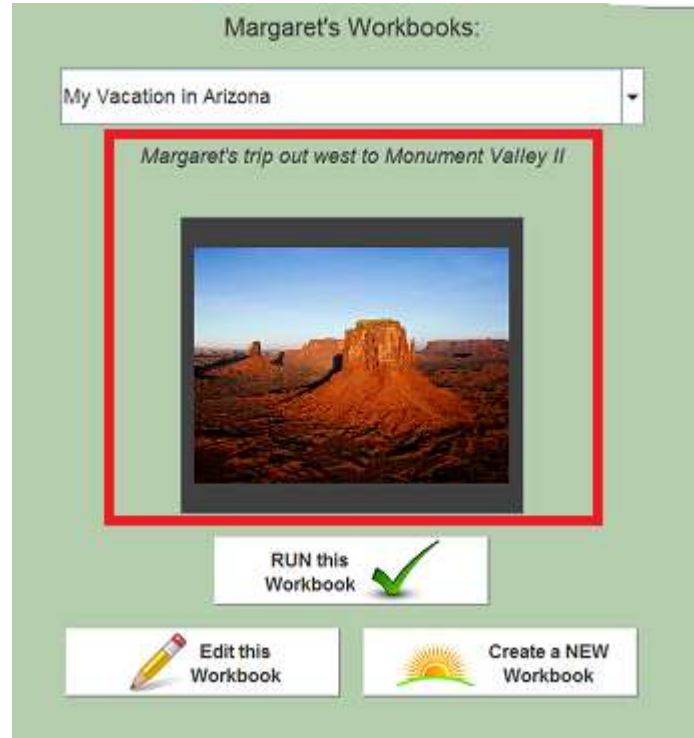 Margaret's Workbooks:
My Vacation in Arizona
Margaret's trip out west to Monument Valley II
RUN this
Workbook
Edit this
Workbook
Create a NEW
Workbook